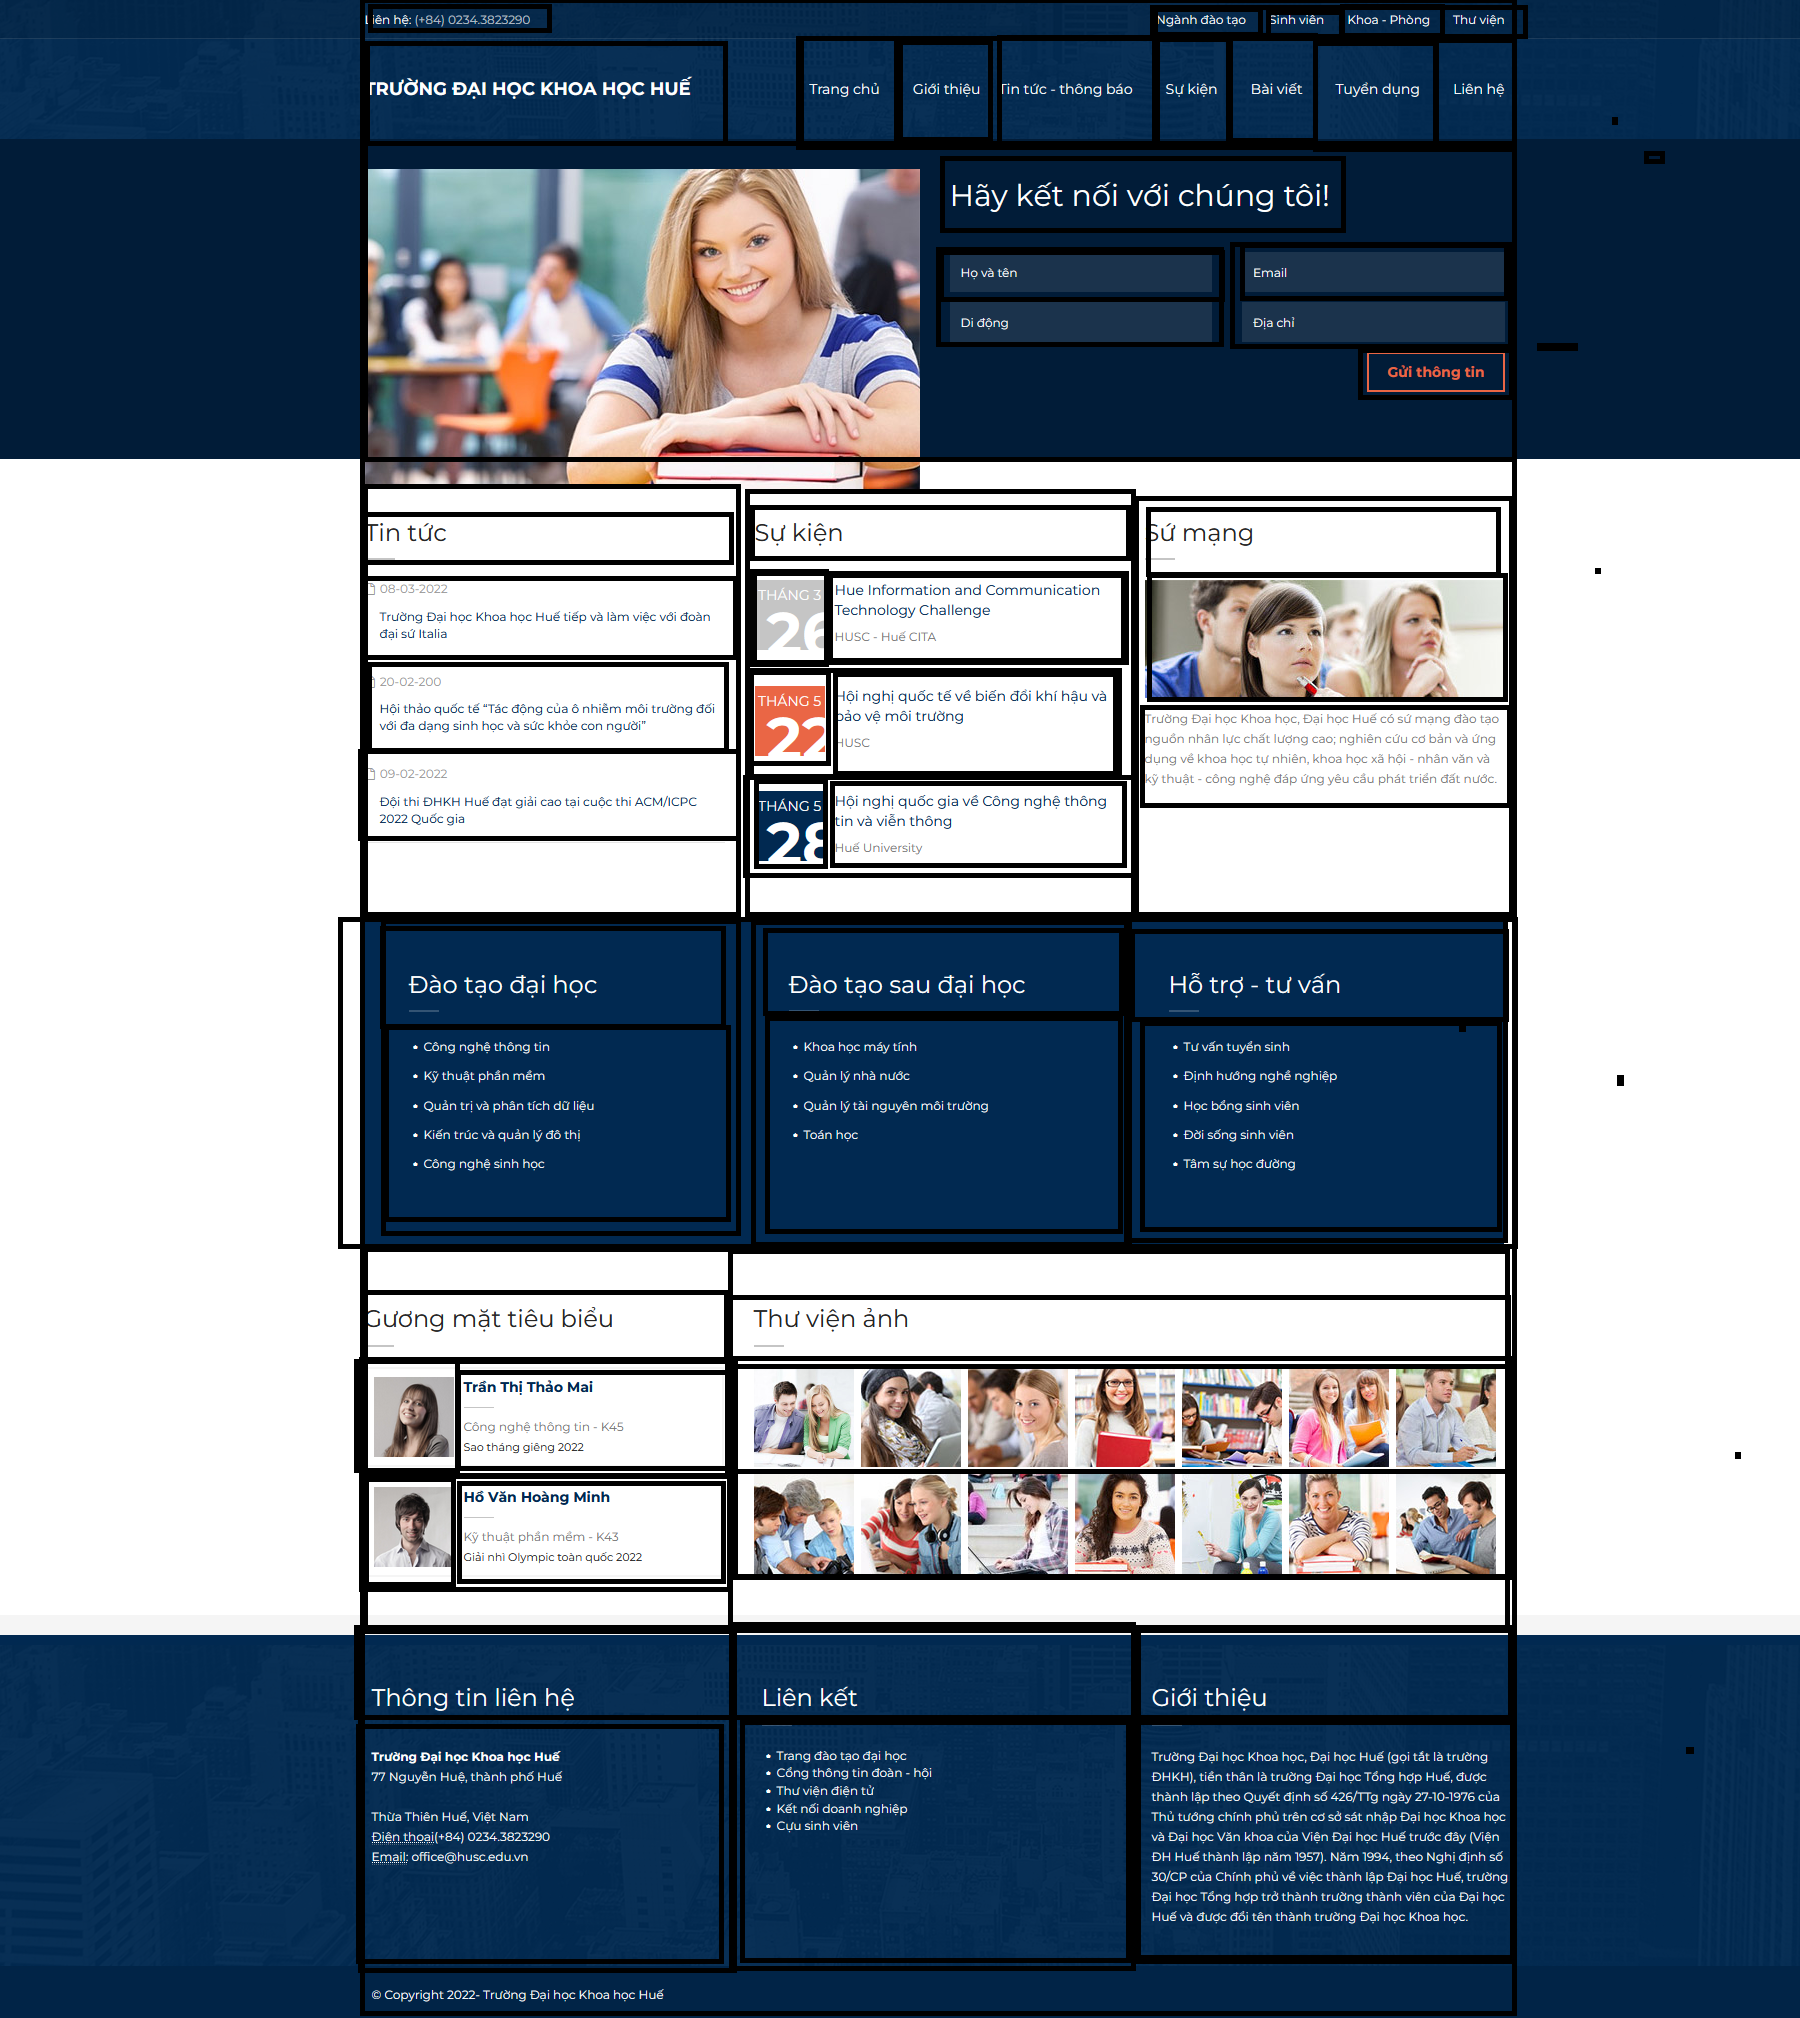 Liên hệ: (+84) 0234.3823290
Ngành đào tạo Sinh viên Khoa - Phòng Thư viện
TRƯỜNG ĐẠI HỌC KHOA HỌC HUẾ
Trang chủ Giới thiệu Tin tức - thông báo Sự kiện Bài viết Tuyển dụng Liên hệ
Hãy kết nối với chúng tôi!
Họ và tên
Email
Di động
Địa chỉ
Gửi thông tin
Tin tức
08-03-2022
Trường Đại học Khoa học Huế tiếp và làm việc với đoàn
đại sứ Italia
20-02-200
Hội thảo quốc tế “Tác động của ô nhiễm môi trường đối
với đa dạng sinh học và sức khỏe con người”
09-02-2022
Đội thi ĐHKH Huế đạt giải cao tại cuộc thi ACM/ICPC
2022 Quốc gia
Sự kiện
THÁNG 3
26
Hue Information and Communication
Technology Challenge
HUSC - Huế CITA
THÁNG 5
22
Hội nghị quốc tế về biến đổi khí hậu và
bảo vệ môi trường
HUSC
THÁNG 5
28
Hội nghị quốc gia về Công nghệ thông
tin và viễn thông
Huế University
Sứ mạng
Trường Đại học Khoa học, Đại học Huế có sứ mạng đào tạo
nguồn nhân lực chất lượng cao; nghiên cứu cơ bản và ứng
dụng về khoa học tự nhiên, khoa học xã hội - nhân văn và
kỹ thuật - công nghệ đáp ứng yêu cầu phát triển đất nước.
Đào tạo đại học
Công nghệ thông tin
Kỹ thuật phần mềm
Quản trị và phân tích dữ liệu
Kiến trúc và quản lý đô thị
Công nghệ sinh học
Đào tạo sau đại học
Khoa học máy tính
Quản lý nhà nước
Quản lý tài nguyên môi trường
Toán học
Hỗ trợ - tư vấn
Tư vấn tuyển sinh
Định hướng nghề nghiệp
Học bổng sinh viên
Đời sống sinh viên
Tâm sự học đường
Gương mặt tiêu biểu
Trần Thị Thảo Mai
Công nghệ thông tin - K45
Sao tháng giêng 2022
Hồ Văn Hoàng Minh
Kỹ thuật phần mềm - K43
Giải nhì Olympic toàn quốc 2022
Thư viện ảnh
Thông tin liên hệ
Trường Đại học Khoa học Huế
77 Nguyễn Huệ, thành phố Huế
Thừa Thiên Huế, Việt Nam
Điện thoại(+84) 0234.3823290
Email: office@husc.edu.vn
Liên kết
Trang đào tạo đại học
Cổng thông tin đoàn - hội
Thư viện điện tử
Kết nối doanh nghiệp
Cựu sinh viên
Giới thiệu
Trường Đại học Khoa học, Đại học Huế (gọi tắt là trường
ĐHKH), tiền thân là trường Đại học Tổng hợp Huế, được
thành lập theo Quyết định số 426/TTg ngày 27-10-1976 của
Thủ tướng chính phủ trên cơ sở sát nhập Đại học Khoa học
và Đại học Văn khoa của Viện Đại học Huế trước đây (Viện
ĐH Huế thành lập năm 1957). Năm 1994, theo Nghị định số
30/CP của Chính phủ về việc thành lập Đại học Huế, trường
Đại học Tổng hợp trở thành trường thành viên của Đại học
Huế và được đổi tên thành trường Đại học Khoa học.
© Copyright 2022- Trường Đại học Khoa học Huế